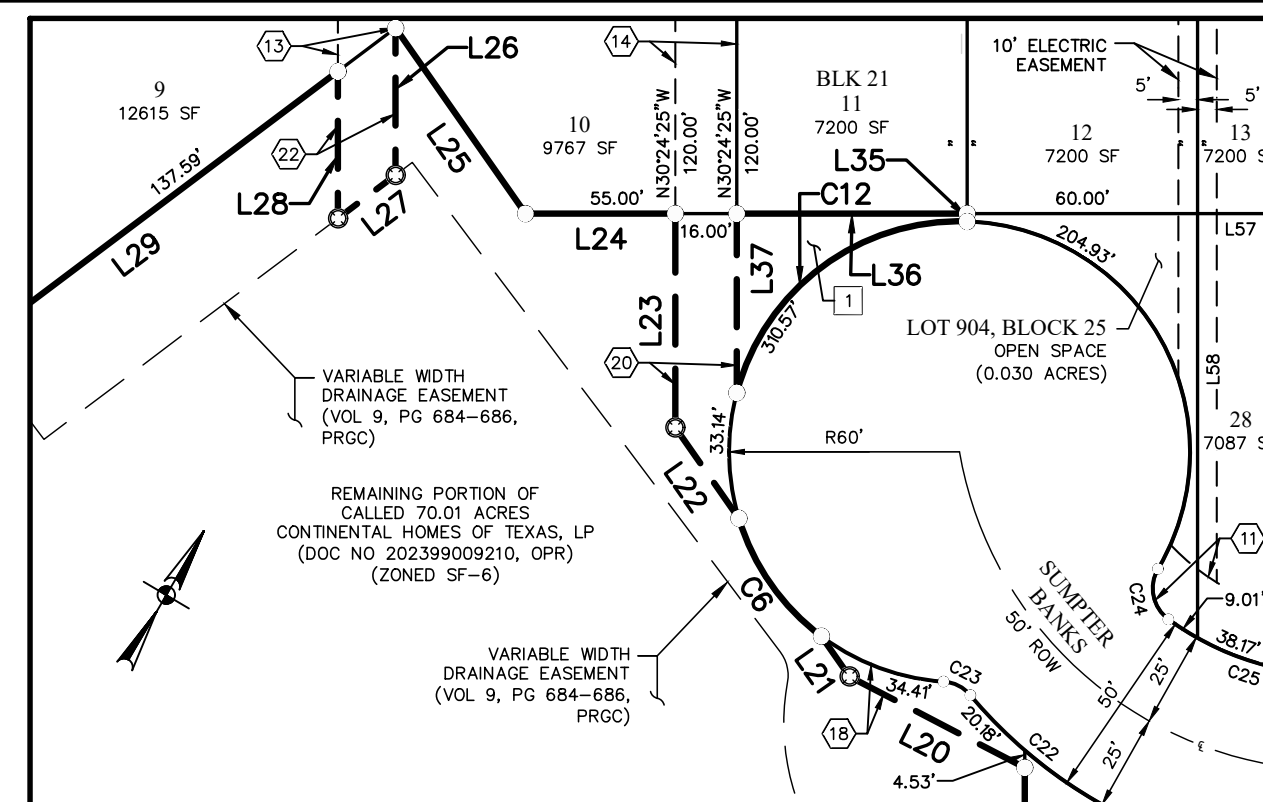 13
L26
14
10' ELECTRIC
EASEMENT
5'
5'
9
12615 SF
BLK 21
11
7200 SF
10
9767 SF
12
7200 SF
13
7200 S
N30°24'25"W
120.00'
N30°24'25"W
120.00'
"
"
"
"
22
L25
137.59'
L35
L28
L27
55.00'
C12
60.00'
L29
L24
16.00'
L37
L36
204.93'
L57
1
L23
310.57'
LOT 904, BLOCK 25
OPEN SPACE
(0.030 ACRES)
20
L58
VARIABLE WIDTH
DRAINAGE EASEMENT
(VOL 9, PG 684-686,
PRGC)
33.14'
R60'
28
7087 S
L22
REMAINING PORTION OF
CALLED 70.01 ACRES
CONTINENTAL HOMES OF TEXAS, LP
(DOC NO 202399009210, OPR)
(ZONED SF-6)
11
SUMPTER
BANKS
50' ROW
C24
9.01'
C6
38.17'
C25
VARIABLE WIDTH
DRAINAGE EASEMENT
(VOL 9, PG 684-686,
PRGC)
L21
34.41'
C23
20.18'
50'
25'
25'
18
L20
C22
℄
4.53'